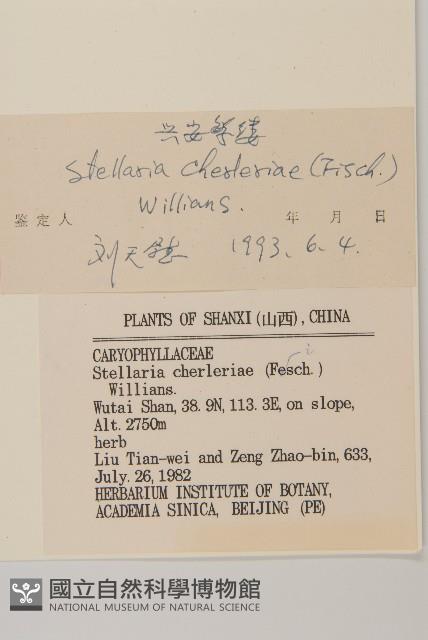 兴安繁缕
Stellaria cherleriae (Fisch.)
Willians.
鉴定人 年 月 日
刘天慰 1993. 6. 4.
PLANTS OF SHANXI (山西), CHINA
CARYOPHYLLACEAE
Stellaria cherleriae (Fesch.) i
Willians.
Wutai Shan, 38.9N, 113.3E, on slope,
Alt. 2750m
herb
Liu Tian-wei and Zeng Zhao-bin, 633,
July. 26, 1982
HERBARIUM INSTITUTE OF BOTANY,
ACADEMIA SINICA, BEIJING (PE)
國立自然科學博物館
NATIONAL MUSEUM OF NATURAL SCIENCE